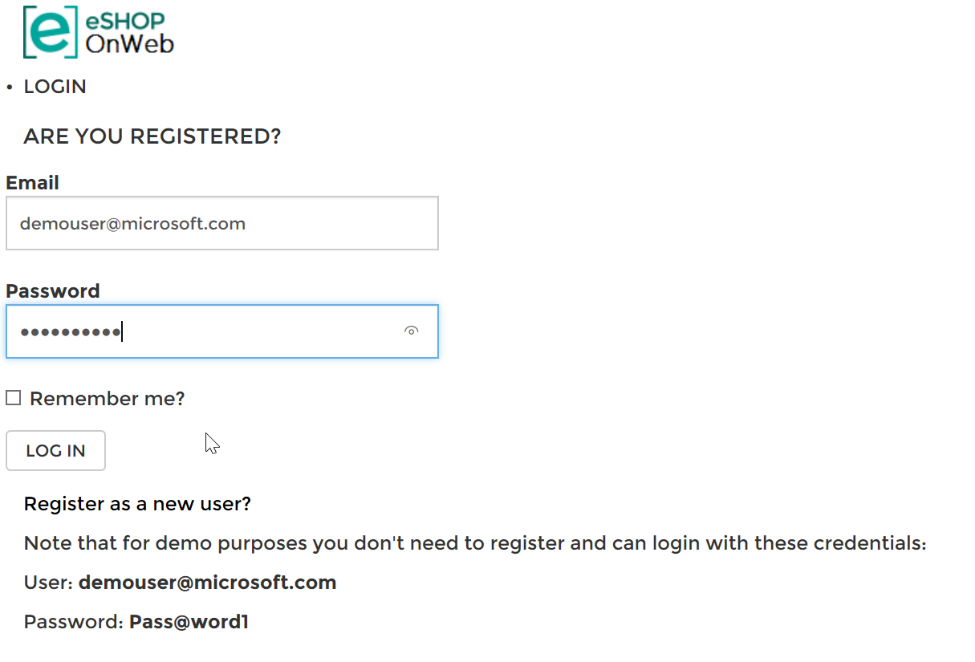 eSHOP
OnWeb
• LOGIN
ARE YOU REGISTERED?
Email
demouser@microsoft.com
Password
••••••••••
Remember me?
LOG IN
Register as a new user?
Note that for demo purposes you don't need to register and can login with these credentials:
User: demouser@microsoft.com
Password: Pass@word1